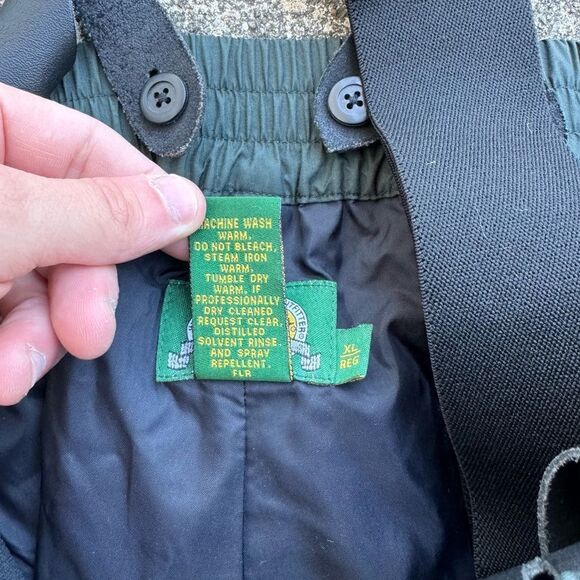 MACHINE WASH
WARM.
DO NOT BLEACH,
STEAM IRON
WARM.
TUMBLE DRY
WARM. IF
PROFESSIONALLY
DRY CLEANED
REQUEST CLEAR,
DISTILLED
SOLVENT RINSE
AND SPRAY
REPELLENT.
FLR
XL
REG